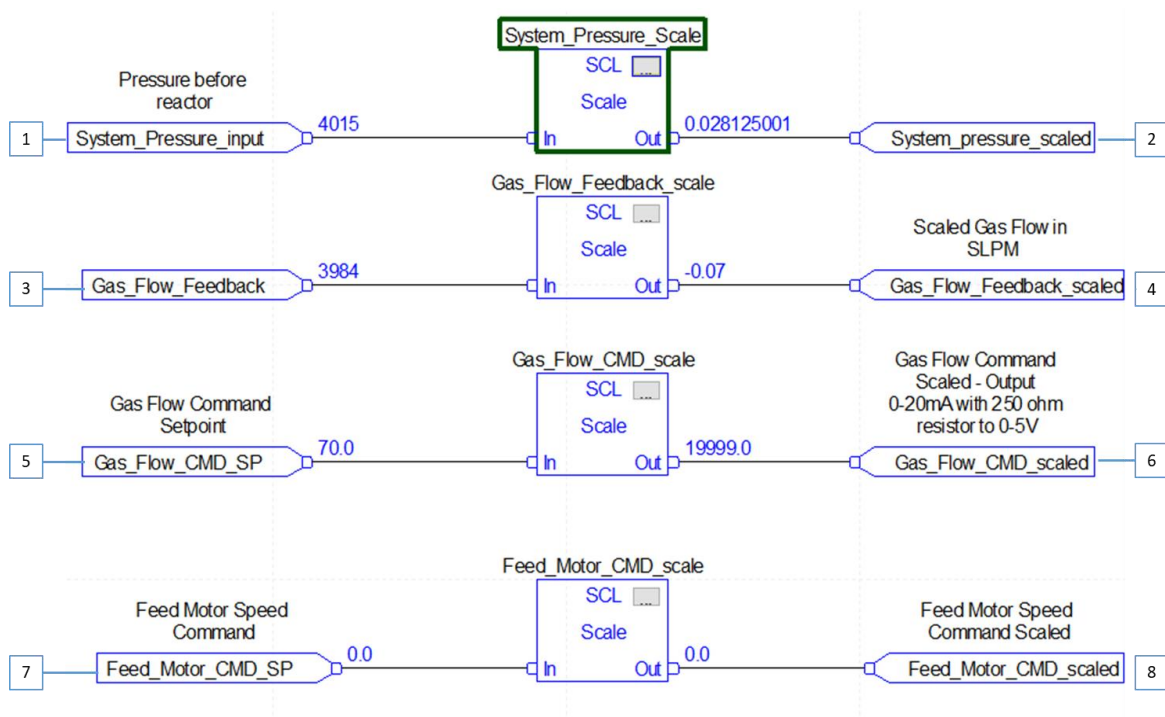 System_Pressure_Scale
SCL ...
Pressure before
reactor
Scale
1 System_Pressure_input 4015 In Out 0.028125001 System_pressure_scaled 2
Gas_Flow_Feedback_scale
SCL ...
Scaled Gas Flow in
SLPM
Scale
3 Gas_Flow_Feedback 3984 In Out -0.07 Gas_Flow_Feedback_scaled 4
Gas_Flow_CMD_scale
SCL ...
Gas Flow Command
Scaled - Output
0-20mA with 250 ohm
resistor to 0-5V
Gas Flow Command
Setpoint
Scale
5 Gas_Flow_CMD_SP 70.0 In Out 19999.0 Gas_Flow_CMD_scaled 6
Feed_Motor_CMD_scale
SCL ...
Feed Motor Speed
Command
Scale
Feed Motor Speed
Command Scaled
7 Feed_Motor_CMD_SP 0.0 In Out 0.0 Feed_Motor_CMD_scaled 8